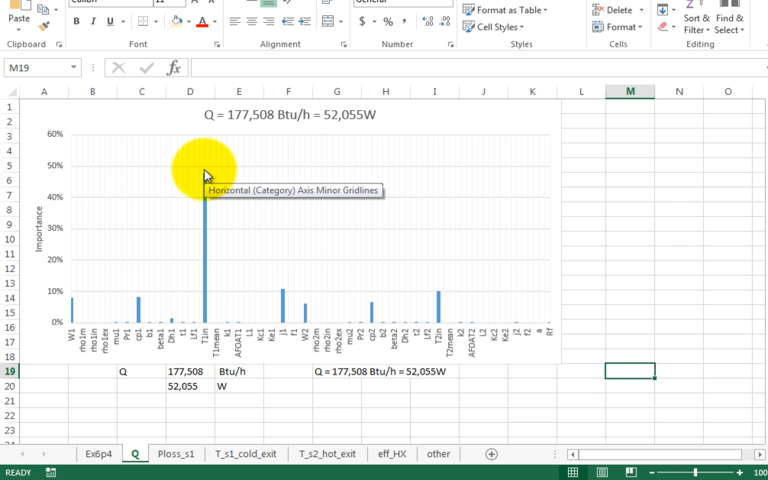 Calibri
11
General
Format as Table
Delete
Paste
B I U
$ % ,
Cell Styles
Format
Sort & Filter
Find & Select
Clipboard
Font
Alignment
Number
Styles
Cells
Editing
M19
fx
A B C D E F G H I J K L M N O
1
2
3
4
5
6
7
8
9
10
11
12
13
14
15
16
17
18
Q = 177,508 Btu/h = 52,055W
60%
50%
40%
30%
20%
10%
0%
Importance
Horizontal (Category) Axis Minor Gridlines
W1
rho1m
rho1in
rho1ex
mu1
Pr1
cp1
b1
beta1
Dh1
t1
Lf1
T1in
T1mean
k1
AFOAT1
L1
Kc1
Ke1
j1
f1
W2
rho2m
rho2in
rho2ex
mu2
Pr2
cp2
b2
beta2
Dh2
t2
Lf2
T2in
T2mean
k2
AFOAT2
L2
Kc2
Ke2
j2
f2
a
Rf
19 Q 177,508 Btu/h Q = 177,508 Btu/h = 52,055W
20 52,055 W
21
22
23
Ex6p4 Q Ploss_s1 T_s1_cold_exit T_s2_hot_exit eff_HX other
READY
100